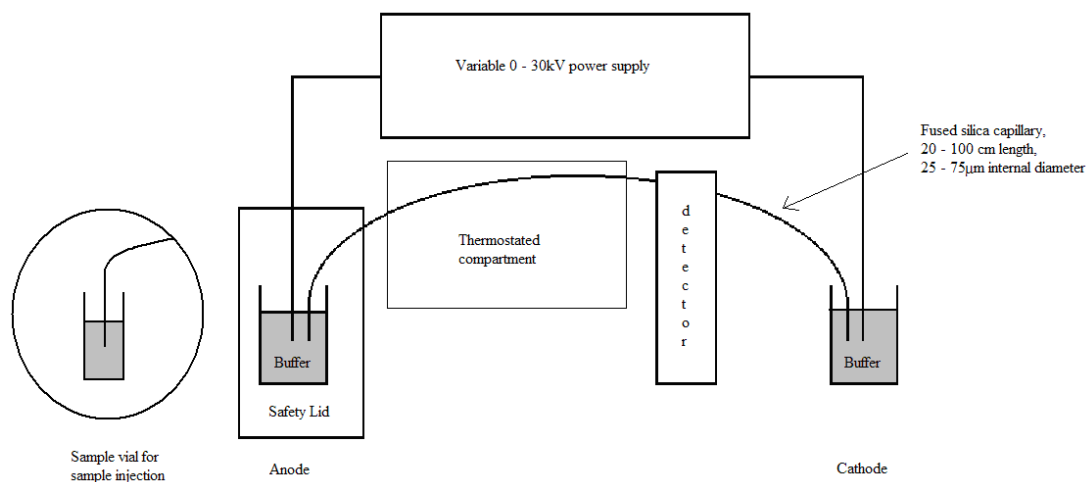 Variable 0 - 30kV power supply
Fused silica capillary,
20 - 100 cm length,
25 - 75μm internal diameter
detector
Thermostated
compartment
Buffer
Buffer
Safety Lid
Sample vial for
sample injection
Anode
Cathode